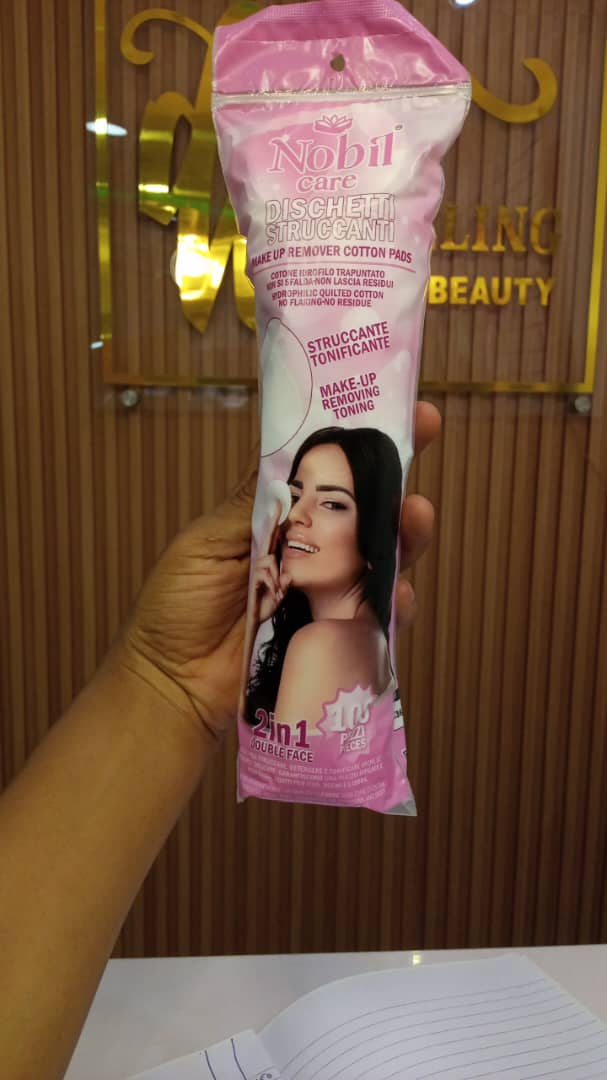 Nobil®
care
DISCHETTI
STRUCCANTI
MAKE UP REMOVER COTTON PADS
COTONE IDROFILO TRAPUNTATO
NON SI SFALDA-NON LASCIA RESIDUI
HYDROPHILIC QUILTED COTTON
NO FLAKING-NO RESIDUE
STRUCCANTE
TONIFICANTE
MAKE-UP
REMOVING
TONING
2in1
DOUBLE FACE
PEZZI
PIECES
LING
BEAUTY